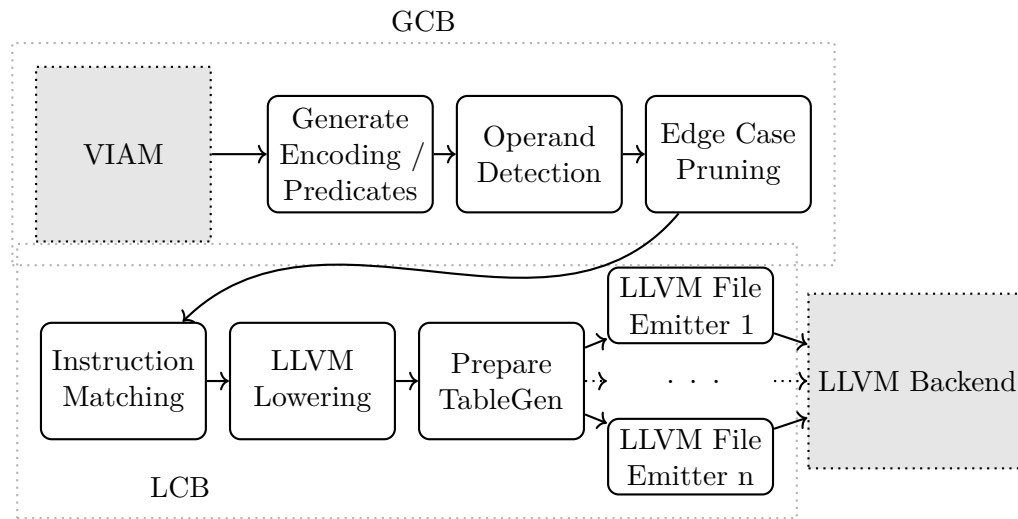 GCB
VIAM
Generate
Encoding /
Predicates
Operand
Detection
Edge Case
Pruning
Instruction
Matching
LLVM
Lowering
Prepare
TableGen
LLVM File
Emitter 1
. . .
LLVM File
Emitter n
LLVM Backend
LCB